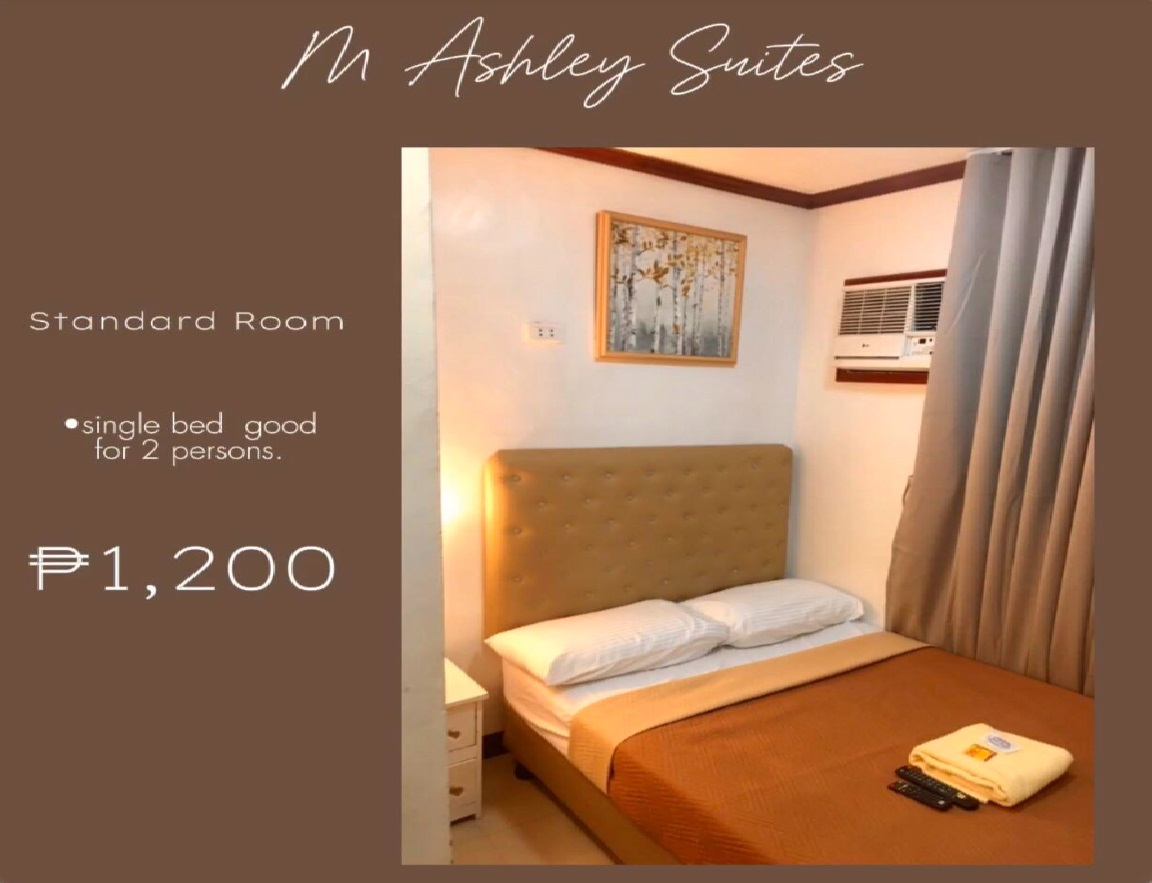 M Ashley Suites
Standard Room
•single bed good
for 2 persons.
₱1,200